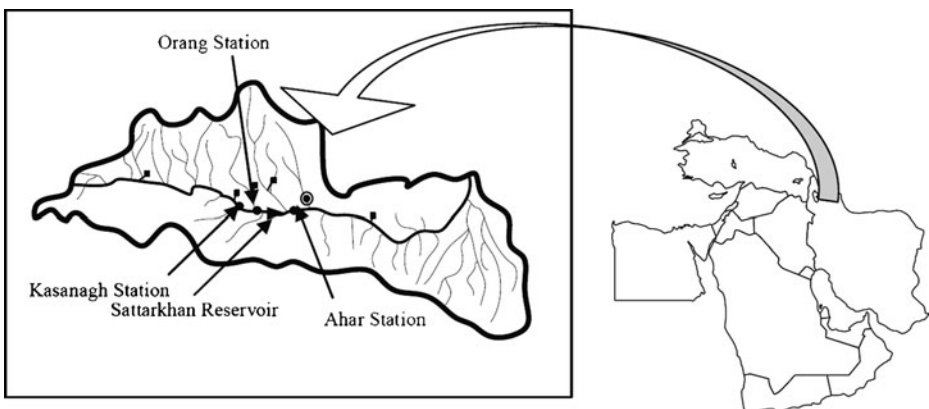 Orang Station
Kasanagh Station
Sattarkhan Reservoir
Ahar Station